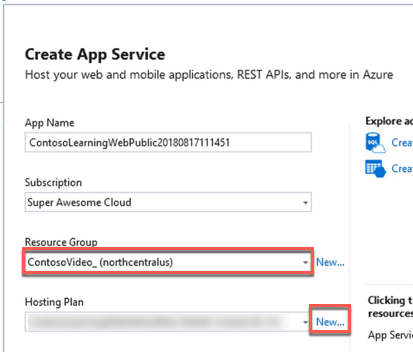 Create App Service
Host your web and mobile applications, REST APIs, and more in Azure
App Name
ContosoLearningWebPublic20180817111451
Subscription
Super Awesome Cloud
Resource Group
ContosoVideo_ (northcentralus)
New...
Hosting Plan
New...
Explore ad
SQL
Crea
Crea
Clicking t
resources
App Servic